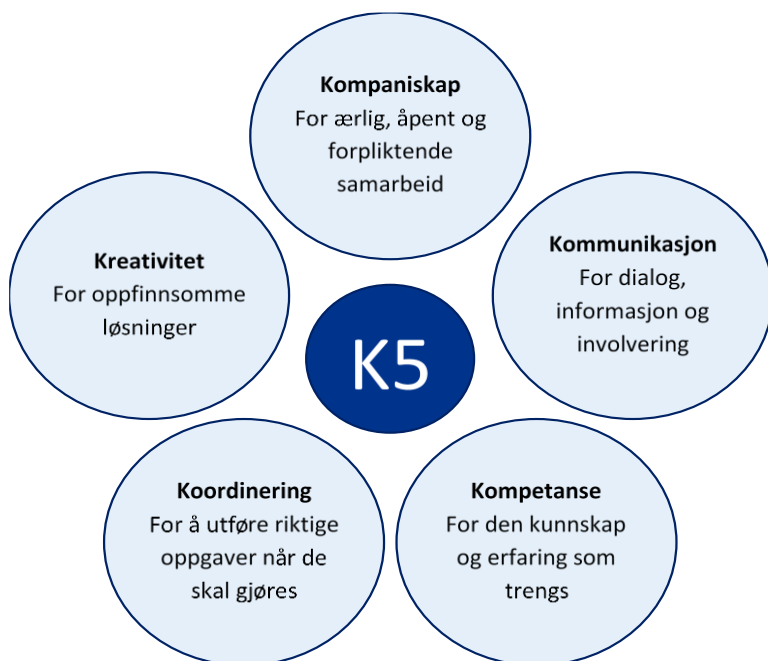 Kompaniskap
For ærlig, åpent og
forpliktende
samarbeid
Kommunikasjon
For dialog,
informasjon og
involvering
Kompetanse
For den kunnskap
og erfaring som
trengs
Koordinering
For å utføre riktige
oppgaver når de
skal gjøres
Kreativitet
For oppfinnsomme
løsninger
K5